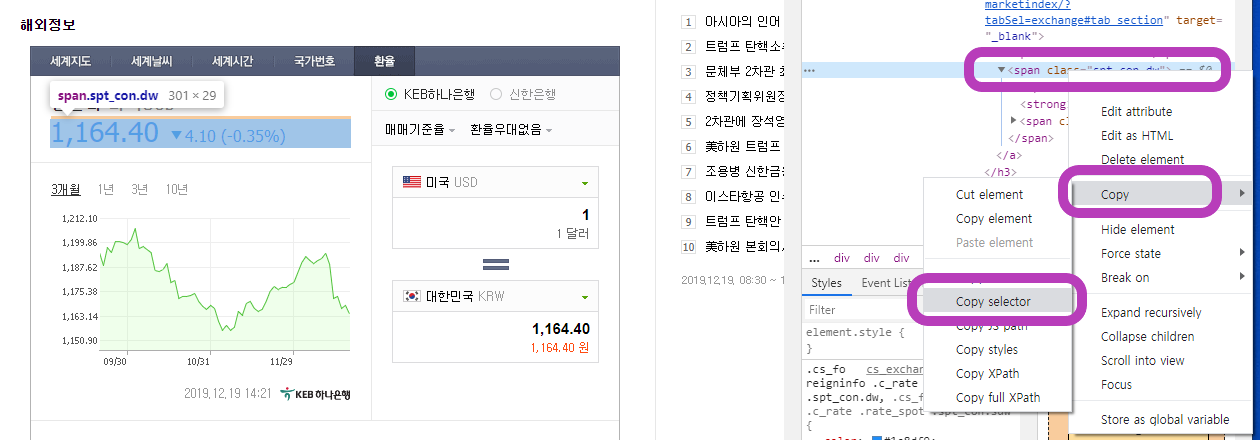 해외정보
세계지도 세계날씨 세계시간 국가번호 환율
span.spt_con.dw 301 × 29
1,164.40 ▼4.10 (-0.35%)
3개월 1년 3년 10년
1,212.10
1,199.86
1,187.62
1,175.38
1,163.14
1,150.90
09/30 10/31 11/29
2019.12.19 14:21 KEB하나은행
KEB하나은행 신한은행
매매기준율 환율우대없음
미국 USD
1
1 달러
대한민국 KRW
1,164.40
1,164.40 원
1 아시아의 인어
2 트럼프 탄핵소
3 문체부 2차관 최
4 정책기획위원장
5 2차관에 장석영
6 美하원 트럼프
7 조용병 신한금
8 이스타항공 인
9 트럼프 탄핵안
10 美하원 본회의
2019.12.19. 08:30 ~ 1
marketindex/?
tabSel=exchange#tab_section" target=
"_blank">
… ▼<span class="spt_con dw"> == $0
<strong
▶<span cl
</span>
</a>
</h3>
... div div div
Styles Event List
Filter
element.style {
}
.cs_fo cs_exchan
reigninfo .c_rate
.spt_con.dw, .cs_f
.c_rate .rate_spot .spt_con.sdw
{
Edit attribute
Edit as HTML
Delete element
Copy
Hide element
Force state
Break on
Expand recursively
Collapse children
Scroll into view
Focus
Store as global variable
Cut element
Copy element
Paste element
Copy selector
Copy JS path
Copy styles
Copy XPath
Copy full XPath